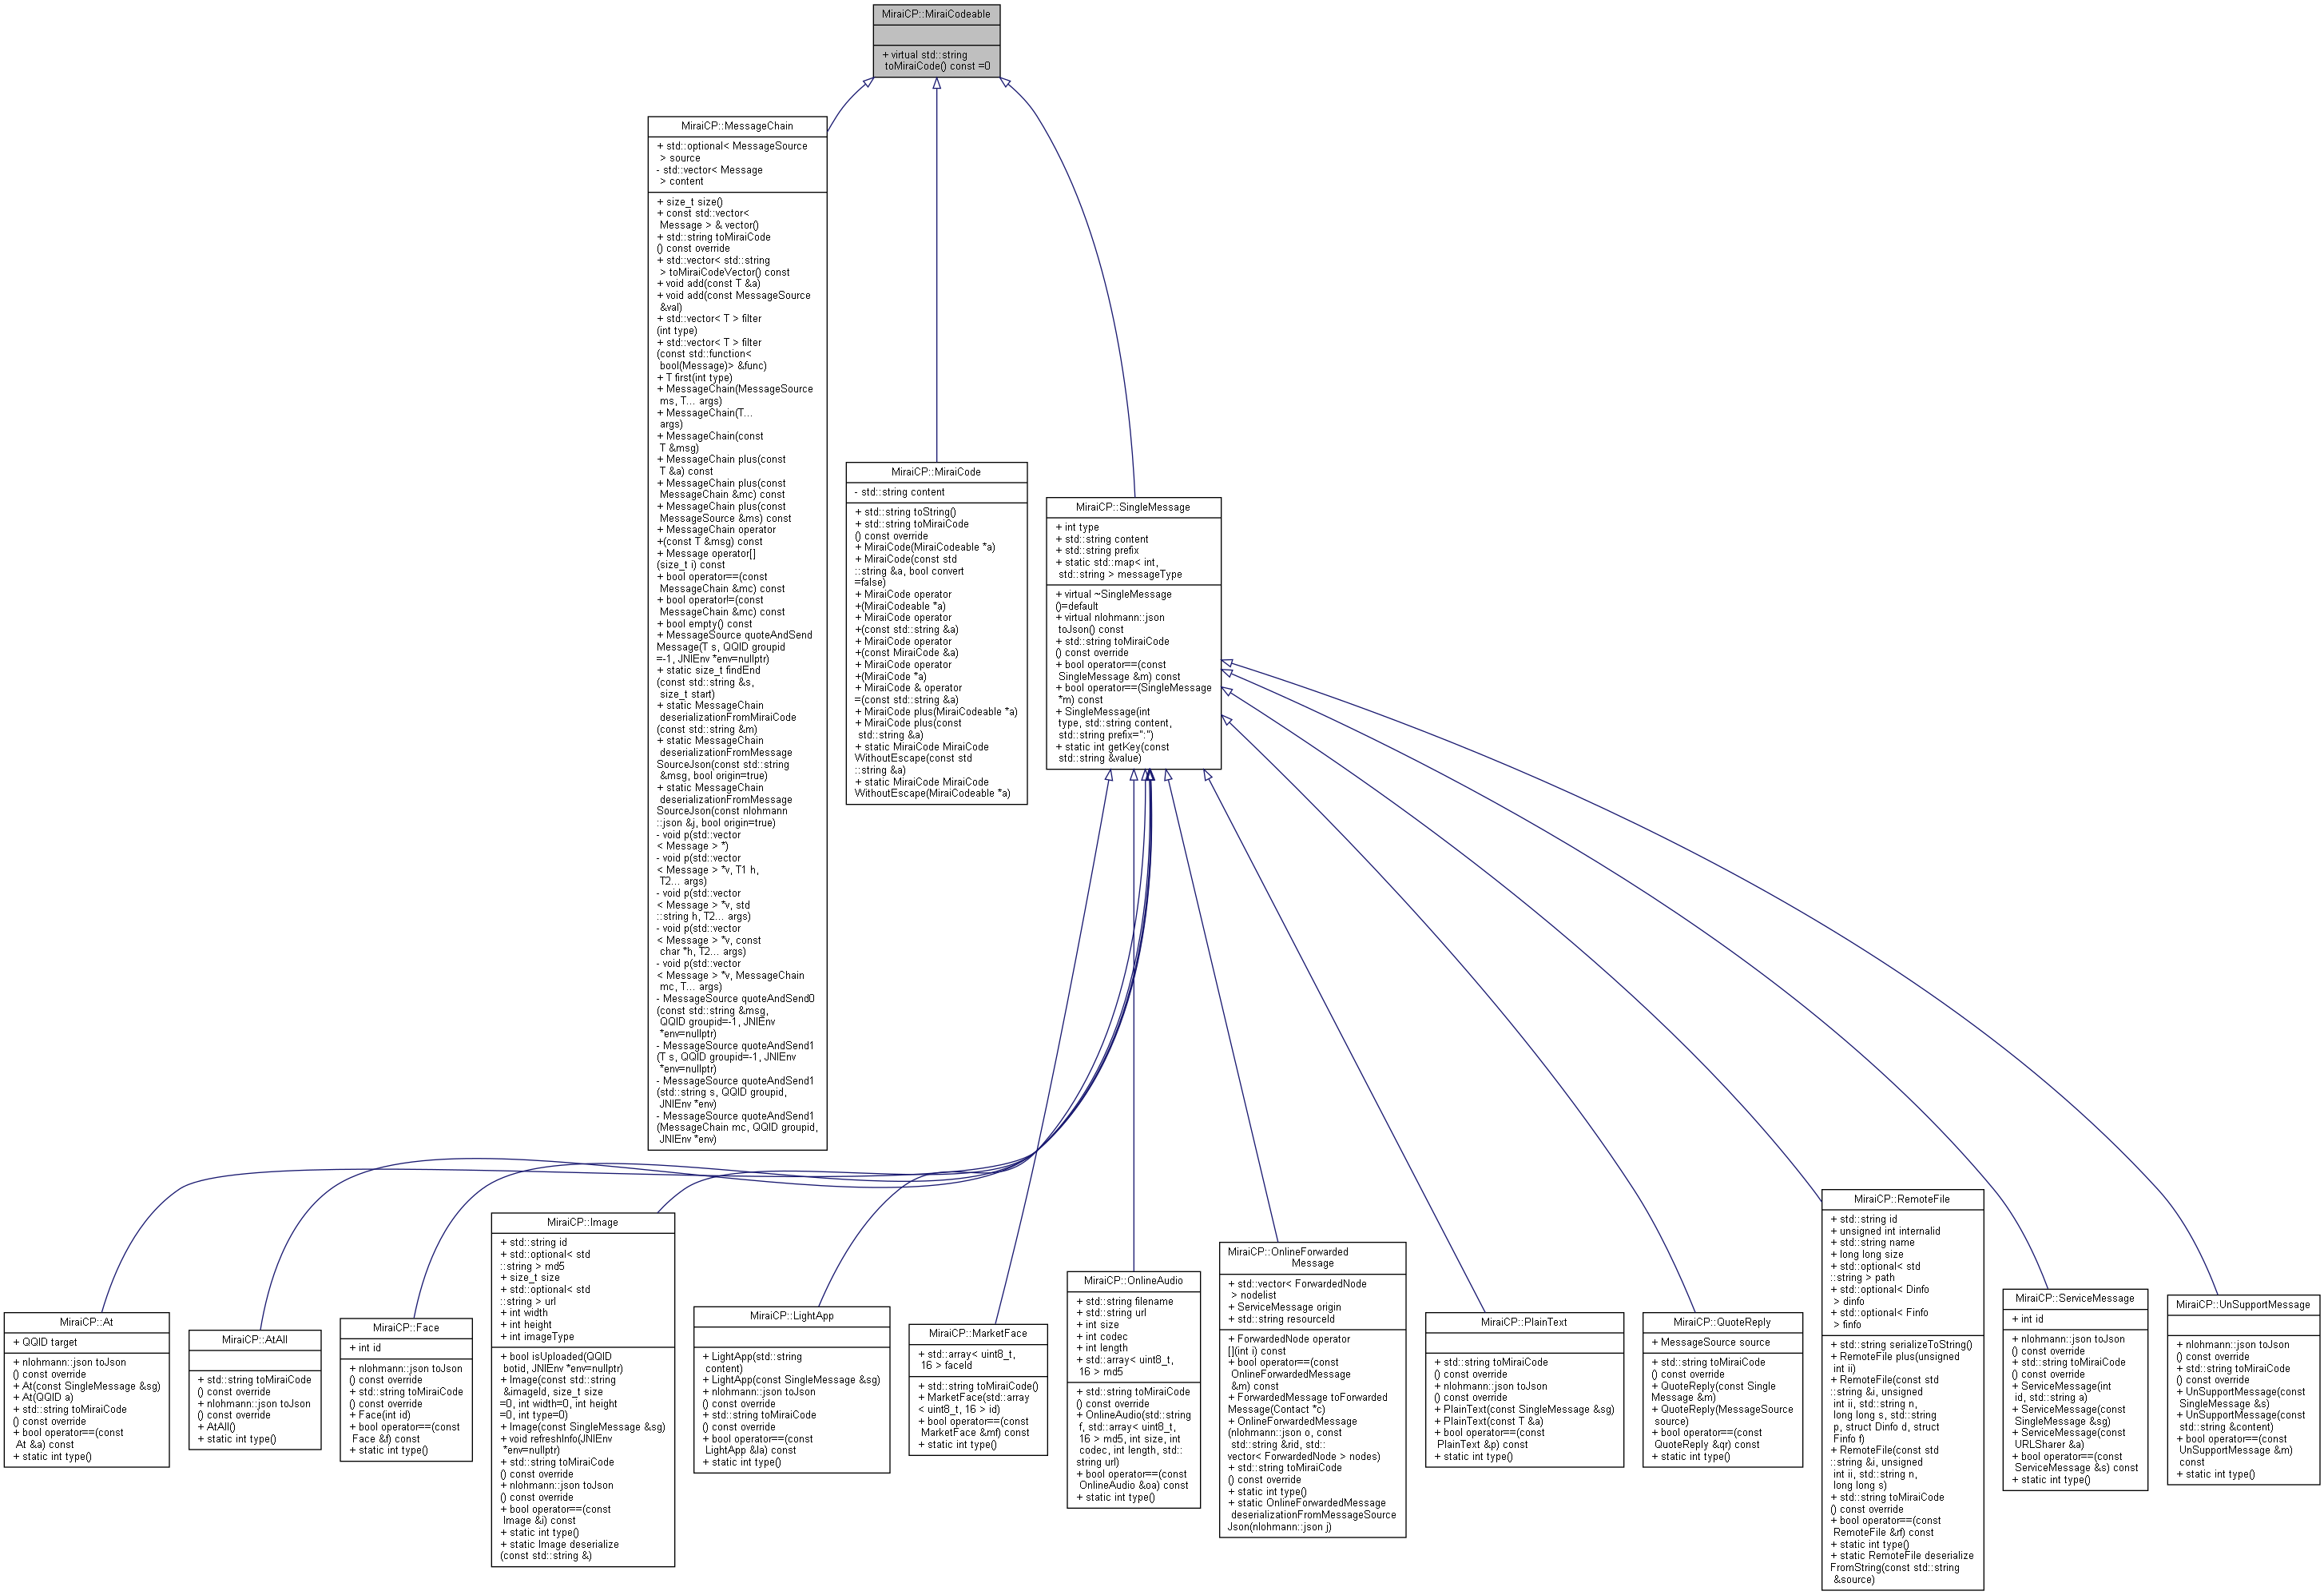 MiraiCP::MiraiCodeable
+ virtual std::string
toMiraiCode() const =0
MiraiCP::MessageChain
+ std::optional< MessageSource
> source
- std::vector< Message
> content
+ size_t size()
+ const std::vector<
Message > & vector()
+ std::string toMiraiCode
() const override
+ std::vector< std::string
> toMiraiCodeVector() const
+ void add(const T &a)
+ void add(const MessageSource
&val)
+ std::vector< T > filter
(int type)
+ std::vector< T > filter
(const std::function<
bool(Message)> &func)
+ T first(int type)
+ MessageChain(MessageSource
ms, T... args)
+ MessageChain(T...
args)
+ MessageChain(const
T &msg)
+ MessageChain plus(const
T &a) const
+ MessageChain plus(const
MessageChain &mc) const
+ MessageChain plus(const
MessageSource &ms) const
+ MessageChain operator
+(const T &msg) const
+ Message operator[]
(size_t i) const
+ bool operator==(const
MessageChain &mc) const
+ bool operator!=(const
MessageChain &mc) const
+ bool empty() const
+ MessageSource quoteAndSend
Message(T s, QQID groupid
=-1, JNIEnv *env=nullptr)
+ static size_t findEnd
(const std::string &s,
size_t start)
+ static MessageChain
deserializationFromMiraiCode
(const std::string &m)
+ static MessageChain
deserializationFromMessage
SourceJson(const std::string
&msg, bool origin=true)
+ static MessageChain
deserializationFromMessage
SourceJson(const nlohmann
::json &j, bool origin=true)
- void p(std::vector
< Message > *)
- void p(std::vector
< Message > *v, T1 h,
T2... args)
- void p(std::vector
< Message > *v, std
::string h, T2... args)
- void p(std::vector
< Message > *v, const
char *h, T2... args)
- void p(std::vector
< Message > *v, MessageChain
mc, T... args)
- MessageSource quoteAndSend0
(const std::string &msg,
QQID groupid=-1, JNIEnv
*env=nullptr)
- MessageSource quoteAndSend1
(T s, QQID groupid=-1, JNIEnv
*env=nullptr)
- MessageSource quoteAndSend1
(std::string s, QQID groupid,
JNIEnv *env)
- MessageSource quoteAndSend1
(MessageChain mc, QQID groupid,
JNIEnv *env)
MiraiCP::MiraiCode
- std::string content
+ std::string toString()
+ std::string toMiraiCode
() const override
+ MiraiCode(MiraiCodeable *a)
+ MiraiCode(const std
::string &a, bool convert
=false)
+ MiraiCode operator
+(MiraiCodeable *a)
+ MiraiCode operator
+(const std::string &a)
+ MiraiCode operator
+(const MiraiCode &a)
+ MiraiCode operator
+(MiraiCode *a)
+ MiraiCode & operator
=(const std::string &a)
+ MiraiCode plus(MiraiCodeable *a)
+ MiraiCode plus(const
std::string &a)
+ static MiraiCode MiraiCode
WithoutEscape(const std
::string &a)
+ static MiraiCode MiraiCode
WithoutEscape(MiraiCodeable *a)
MiraiCP::SingleMessage
+ int type
+ std::string content
+ std::string prefix
+ static std::map< int,
std::string > messageType
+ virtual ~SingleMessage
()=default
+ virtual nlohmann::json
toJson() const
+ std::string toMiraiCode
() const override
+ bool operator==(const
SingleMessage &m) const
+ bool operator==(SingleMessage
*m) const
+ SingleMessage(int
type, std::string content,
std::string prefix=":")
+ static int getKey(const
std::string &value)
MiraiCP::At
+ QQID target
+ nlohmann::json toJson
() const override
+ At(const SingleMessage &sg)
+ At(QQID a)
+ std::string toMiraiCode
() const override
+ bool operator==(const
At &a) const
+ static int type()
MiraiCP::AtAll
+ std::string toMiraiCode
() const override
+ nlohmann::json toJson
() const override
+ AtAll()
+ static int type()
MiraiCP::Face
+ int id
+ nlohmann::json toJson
() const override
+ std::string toMiraiCode
() const override
+ Face(int id)
+ bool operator==(const
Face &f) const
+ static int type()
MiraiCP::Image
+ std::string id
+ std::optional< std
::string > md5
+ size_t size
+ std::optional< std
::string > url
+ int width
+ int height
+ int imageType
+ bool isUploaded(QQID
botid, JNIEnv *env=nullptr)
+ Image(const std::string
&imageId, size_t size
=0, int width=0, int height
=0, int type=0)
+ Image(const SingleMessage &sg)
+ void refreshInfo(JNIEnv
*env=nullptr)
+ std::string toMiraiCode
() const override
+ nlohmann::json toJson
() const override
+ bool operator==(const
Image &i) const
+ static int type()
+ static Image deserialize
(const std::string &)
MiraiCP::LightApp
+ LightApp(std::string
content)
+ LightApp(const SingleMessage &sg)
+ nlohmann::json toJson
() const override
+ std::string toMiraiCode
() const override
+ bool operator==(const
LightApp &la) const
+ static int type()
MiraiCP::MarketFace
+ std::array< uint8_t,
16 > faceId
+ std::string toMiraiCode()
+ MarketFace(std::array
< uint8_t, 16 > id)
+ bool operator==(const
MarketFace &mf) const
+ static int type()
MiraiCP::OnlineAudio
+ std::string filename
+ std::string url
+ int size
+ int codec
+ int length
+ std::array< uint8_t,
16 > md5
+ std::string toMiraiCode
() const override
+ OnlineAudio(std::string
f, std::array< uint8_t,
16 > md5, int size, int
codec, int length, std::
string url)
+ bool operator==(const
OnlineAudio &oa) const
+ static int type()
MiraiCP::OnlineForwarded
Message
+ std::vector< ForwardedNode
> nodelist
+ ServiceMessage origin
+ std::string resourceId
+ ForwardedNode operator
[](int i) const
+ bool operator==(const
OnlineForwardedMessage
&m) const
+ ForwardedMessage toForwarded
Message(Contact *c)
+ OnlineForwardedMessage
(nlohmann::json o, const
std::string &rid, std::
vector< ForwardedNode > nodes)
+ std::string toMiraiCode
() const override
+ static int type()
+ static OnlineForwardedMessage
deserializationFromMessageSource
Json(nlohmann::json j)
MiraiCP::PlainText
+ std::string toMiraiCode
() const override
+ nlohmann::json toJson
() const override
+ PlainText(const SingleMessage &sg)
+ PlainText(const T &a)
+ bool operator==(const
PlainText &p) const
+ static int type()
MiraiCP::QuoteReply
+ MessageSource source
+ std::string toMiraiCode
() const override
+ QuoteReply(const Single
Message &m)
+ QuoteReply(MessageSource
source)
+ bool operator==(const
QuoteReply &qr) const
+ static int type()
MiraiCP::RemoteFile
+ std::string id
+ unsigned int internalid
+ std::string name
+ long long size
+ std::optional< std
::string > path
+ std::optional< Dinfo
> dinfo
+ std::optional< Finfo
> finfo
+ std::string serializeToString()
+ RemoteFile plus(unsigned
int ii)
+ RemoteFile(const std
::string &i, unsigned
int ii, std::string n,
long long s, std::string
p, struct Dinfo d, struct
Finfo f)
+ RemoteFile(const std
::string &i, unsigned
int ii, std::string n,
long long s)
+ std::string toMiraiCode
() const override
+ bool operator==(const
RemoteFile &rf) const
+ static int type()
+ static RemoteFile deserialize
FromString(const std::string
&source)
MiraiCP::ServiceMessage
+ int id
+ nlohmann::json toJson
() const override
+ std::string toMiraiCode
() const override
+ ServiceMessage(int
id, std::string a)
+ ServiceMessage(const
SingleMessage &sg)
+ ServiceMessage(const
URLSharer &a)
+ bool operator==(const
ServiceMessage &s) const
+ static int type()
MiraiCP::UnSupportMessage
+ nlohmann::json toJson
() const override
+ std::string toMiraiCode
() const override
+ UnSupportMessage(const
SingleMessage &s)
+ UnSupportMessage(const
std::string &content)
+ bool operator==(const
UnSupportMessage &m)
const
+ static int type()